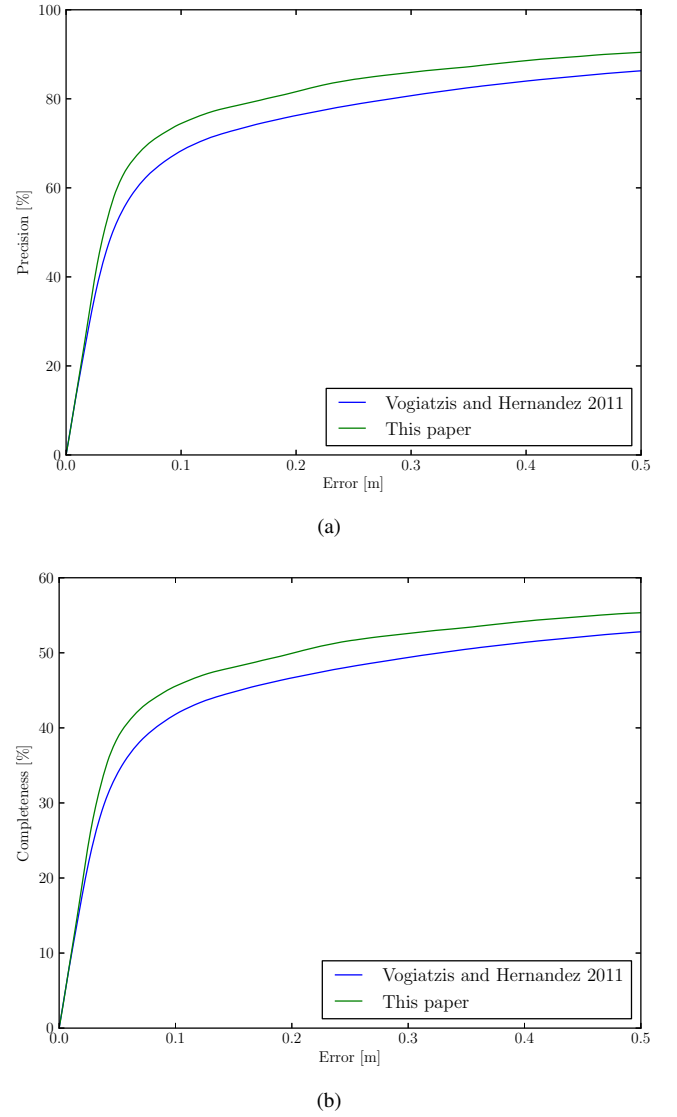 100
80
60
40
20
0
Precision [%]
Vogiatzis and Hernandez 2011
This paper
0.0 0.1 0.2 0.3 0.4 0.5
Error [m]
(a)
60
50
40
30
20
10
0
Completeness [%]
Vogiatzis and Hernandez 2011
This paper
0.0 0.1 0.2 0.3 0.4 0.5
Error [m]
(b)